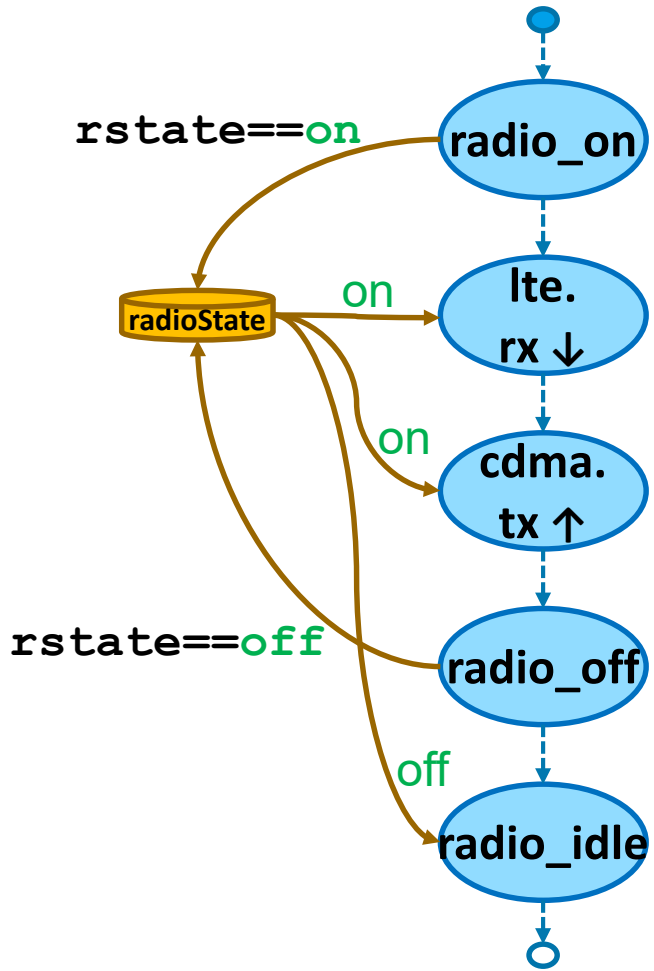 rstate==on
radio_on
lte.
rx ↓
on
radioState
on
cdma.
tx ↑
rstate==off
radio_off
off
radio_idle